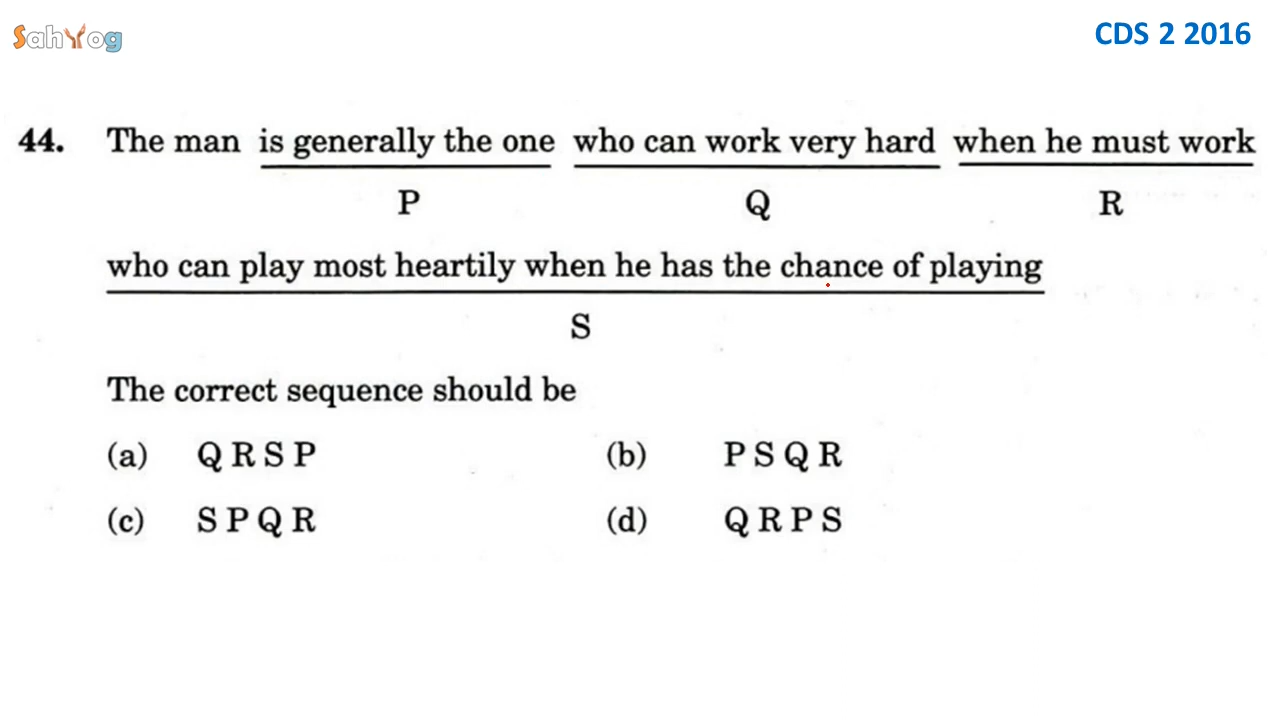 SahYog
CDS 2 2016
44. The man is generally the one who can work very hard when he must work
P Q R
who can play most heartily when he has the chance of playing
S
The correct sequence should be
(a) Q R S P (b) P S Q R
(c) S P Q R (d) Q R P S